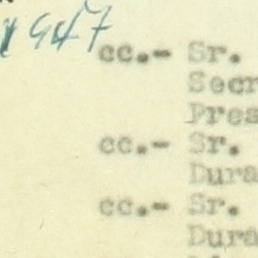 1947
cc.- Sr.
Secr
Pres
cc.- Sr.
Dura
cc.- Sr.
Dura